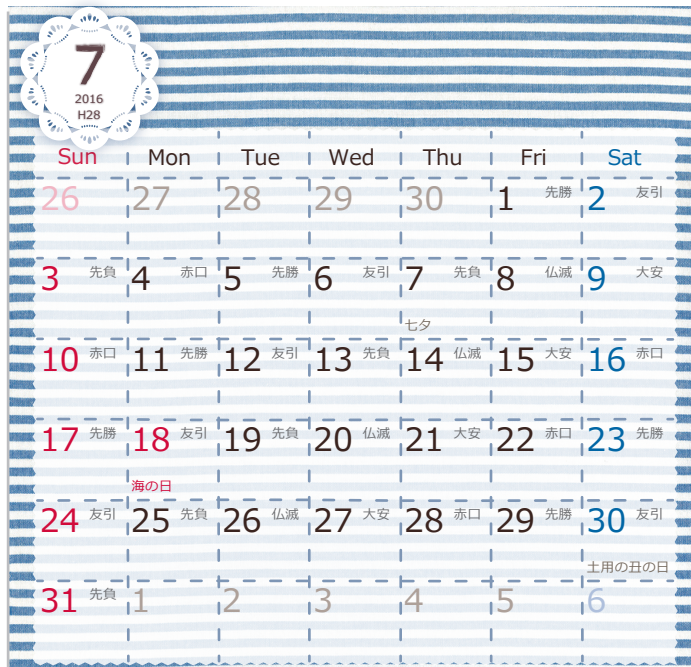 7
2016
H28
Sun Mon Tue Wed Thu Fri Sat
26 27 28 29 30 1 先勝 2 友引
3 先負 4 赤口 5 先勝 6 友引 7 先負 8 仏滅 9 大安
七夕
10 赤口 11 先勝 12 友引 13 先負 14 仏滅 15 大安 16 赤口
17 先勝 18 友引 19 先負 20 仏滅 21 大安 22 赤口 23 先勝
海の日
24 友引 25 先負 26 仏滅 27 大安 28 赤口 29 先勝 30 友引
土用の丑の日
31 先負 1 2 3 4 5 6